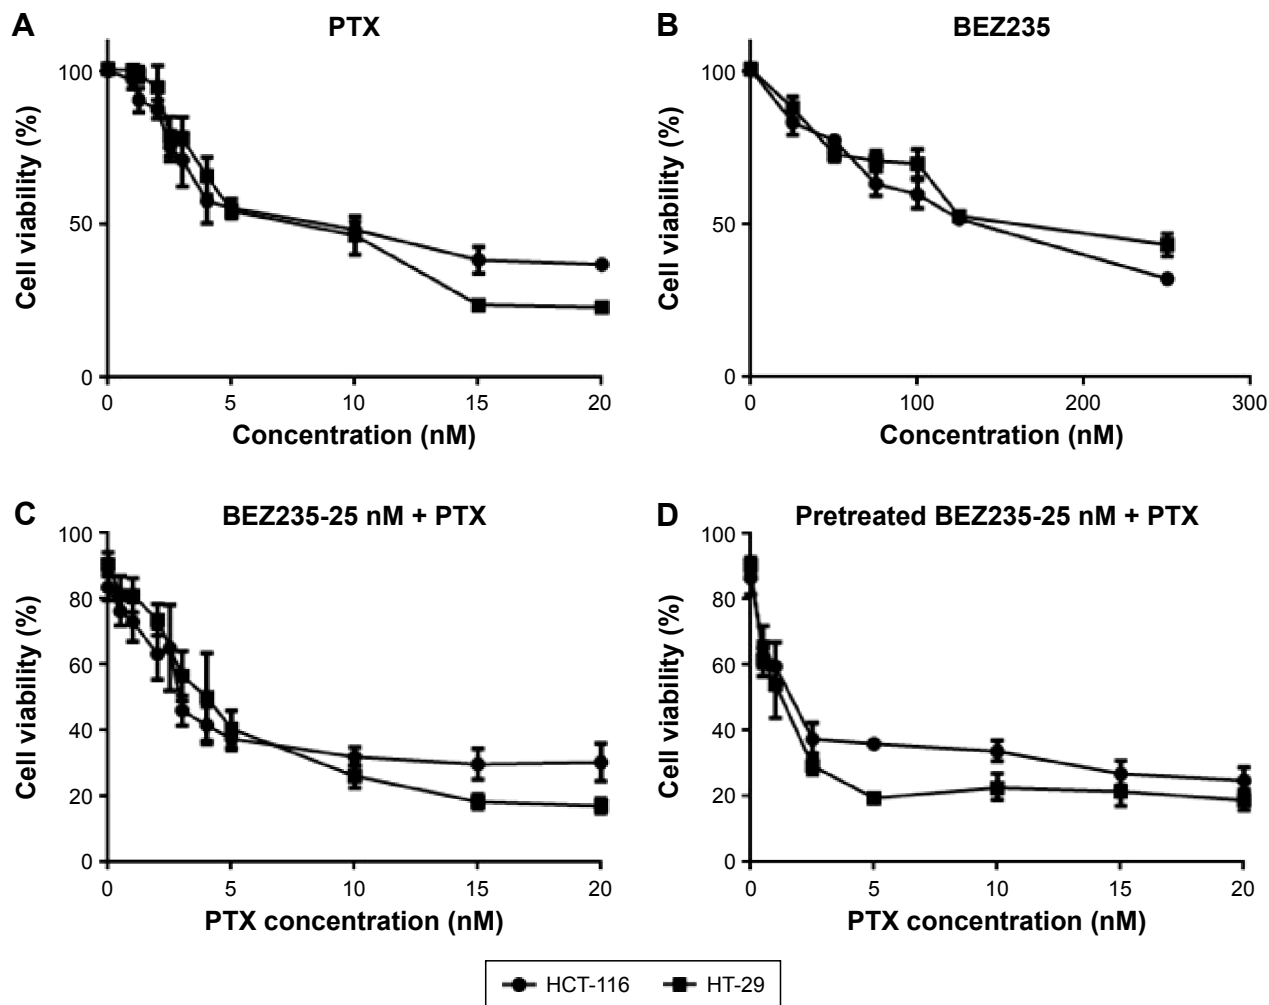 A
PTX
100
50
0
Cell viability (%)
0 5 10 15 20
Concentration (nM)
B
BEZ235
100
50
0
Cell viability (%)
0 100 200 300
Concentration (nM)
C
BEZ235-25 nM + PTX
100
80
60
40
20
0
Cell viability (%)
0 5 10 15 20
PTX concentration (nM)
D
Pretreated BEZ235-25 nM + PTX
100
80
60
40
20
0
Cell viability (%)
0 5 10 15 20
PTX concentration (nM)
HCT-116 HT-29